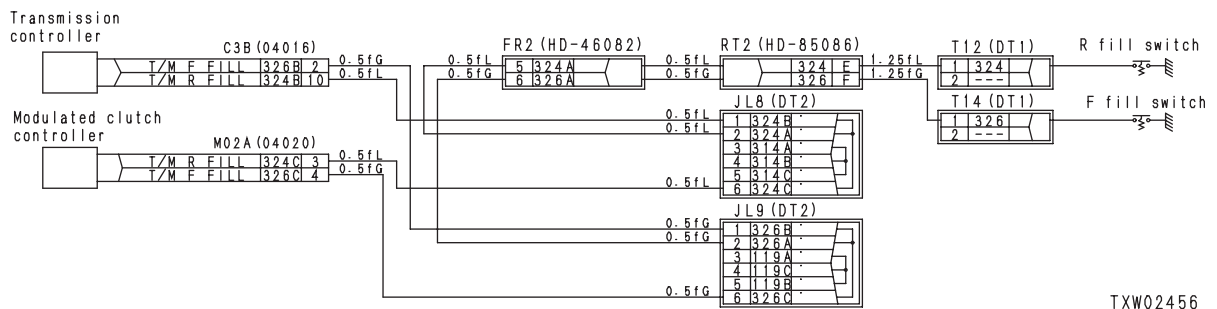 Transmission
controller
C3B (04016)
T/M F FILL 326B 2
T/M R FILL 324B 10
0.5fG
0.5fL
FR2 (HD-46082)
0.5fL 5 324A
0.5fG 6 326A
RT2 (HD-85086)
0.5fL 324 E 1.25fL
0.5fG 326 F 1.25fG
T12 (DT1)
1 324
2 ---
R fill switch
T14 (DT1)
1 326
2 ---
F fill switch
Modulated clutch
controller
M02A (04020)
T/M R FILL 324C 3
T/M F FILL 326C 4
0.5fL
0.5fG
JL8 (DT2)
0.5fL 1 324B
0.5fL 2 324A
3 314A
4 314B
5 314C
0.5fL 6 324C
JL9 (DT2)
0.5fG 1 326B
0.5fG 2 326A
3 119A
4 119C
5 119B
0.5fG 6 326C
TXW02456